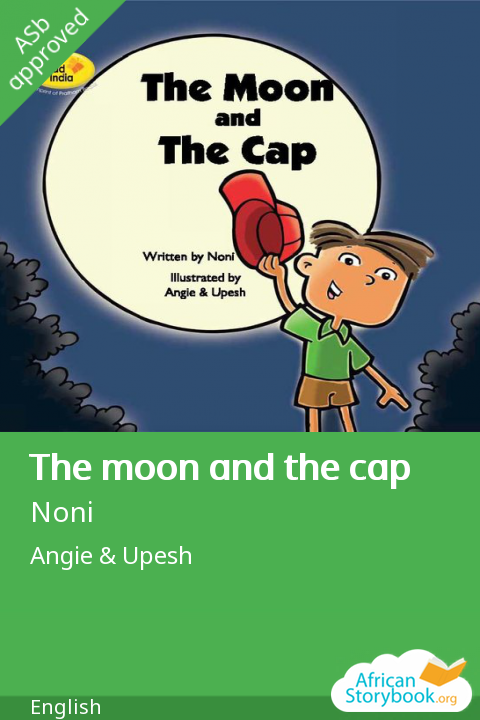 ASb
approved
India
The Moon
and
The Cap
Written by Noni
Illustrated by
Angie & Upesh
The moon and the cap
Noni
Angie & Upesh
English
African
Storybook.org